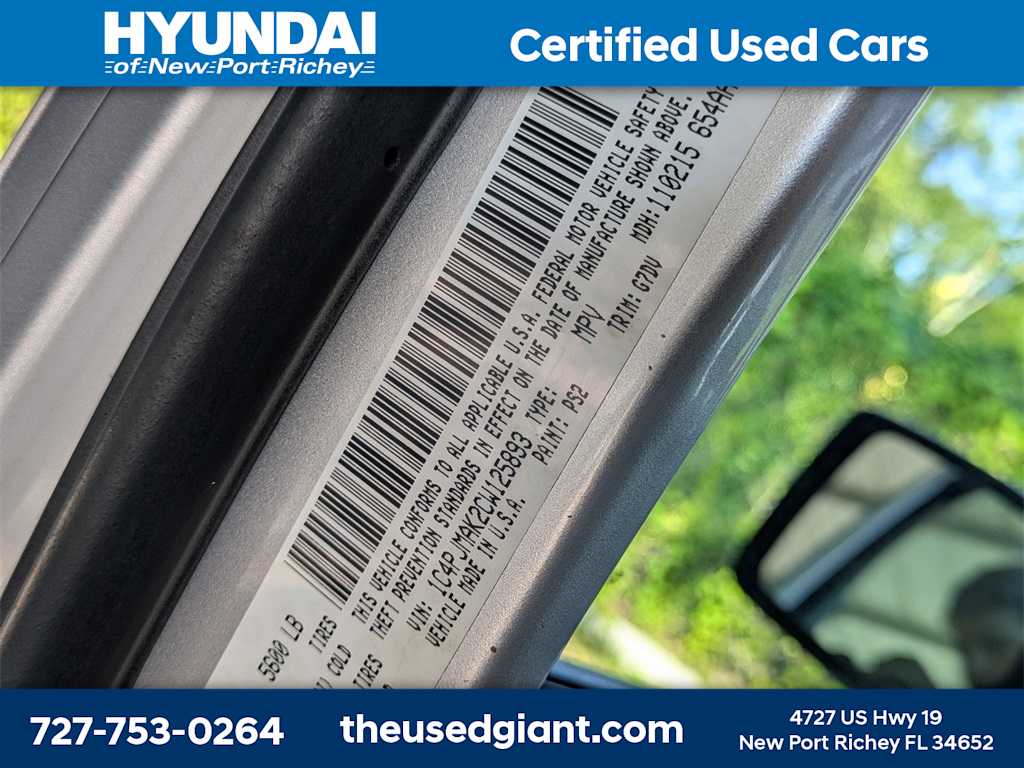 HYUNDAI
of New Port Richey
Certified Used Cars
5600 LB
TIRES
COLD
THIS VEHICLE CONFORMS TO ALL APPLICABLE U.S.A. FEDERAL MOTOR VEHICLE SAFETY
THEFT PREVENTION STANDARDS IN EFFECT ON THE DATE OF MANUFACTURE SHOWN ABOVE.
VIN: 1C4PJMAK2CW125893 TYPE: MPV MDH: 110215 654AA
VEHICLE MADE IN U.S.A. PAINT: PS2 TRIM: G7DV
727-753-0264
theusedgiant.com
4727 US Hwy 19
New Port Richey FL 34652